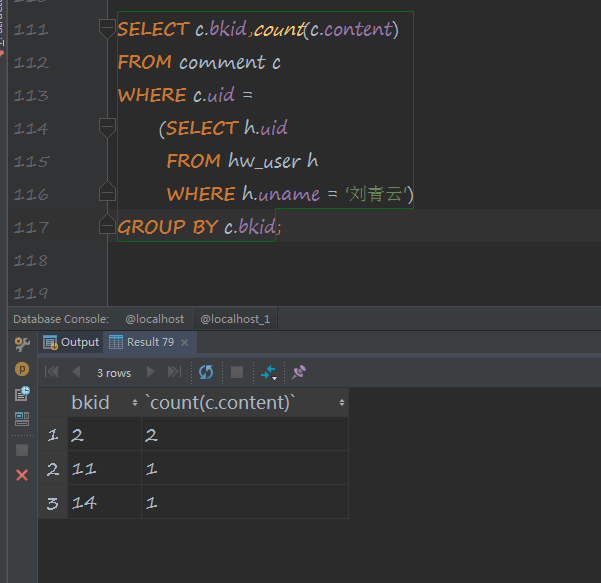 111 SELECT c.bkid,count(c.content)
112 FROM comment c
113 WHERE c.uid =
114 (SELECT h.uid
115 FROM hw_user h
116 WHERE h.uname = '刘青云')
117 GROUP BY c.bkid;
118
119
Database Console: @localhost @localhost_1
Output Result 79
3 rows
bkid `count(c.content)`
1 2 2
2 11 1
3 14 1